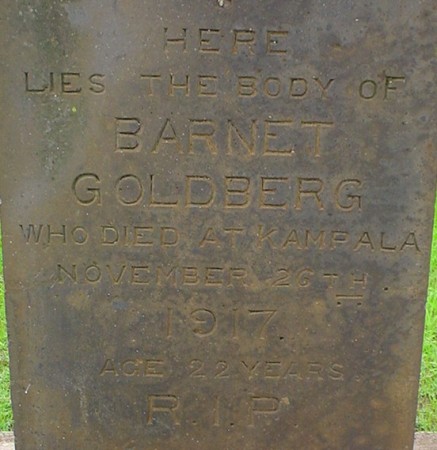 HERE
LIES THE BODY OF
BARNET
GOLDBERG
WHO DIED AT KAMPALA
NOVEMBER 26TH.
1917
AGE 22 YEARS
R.I.P.